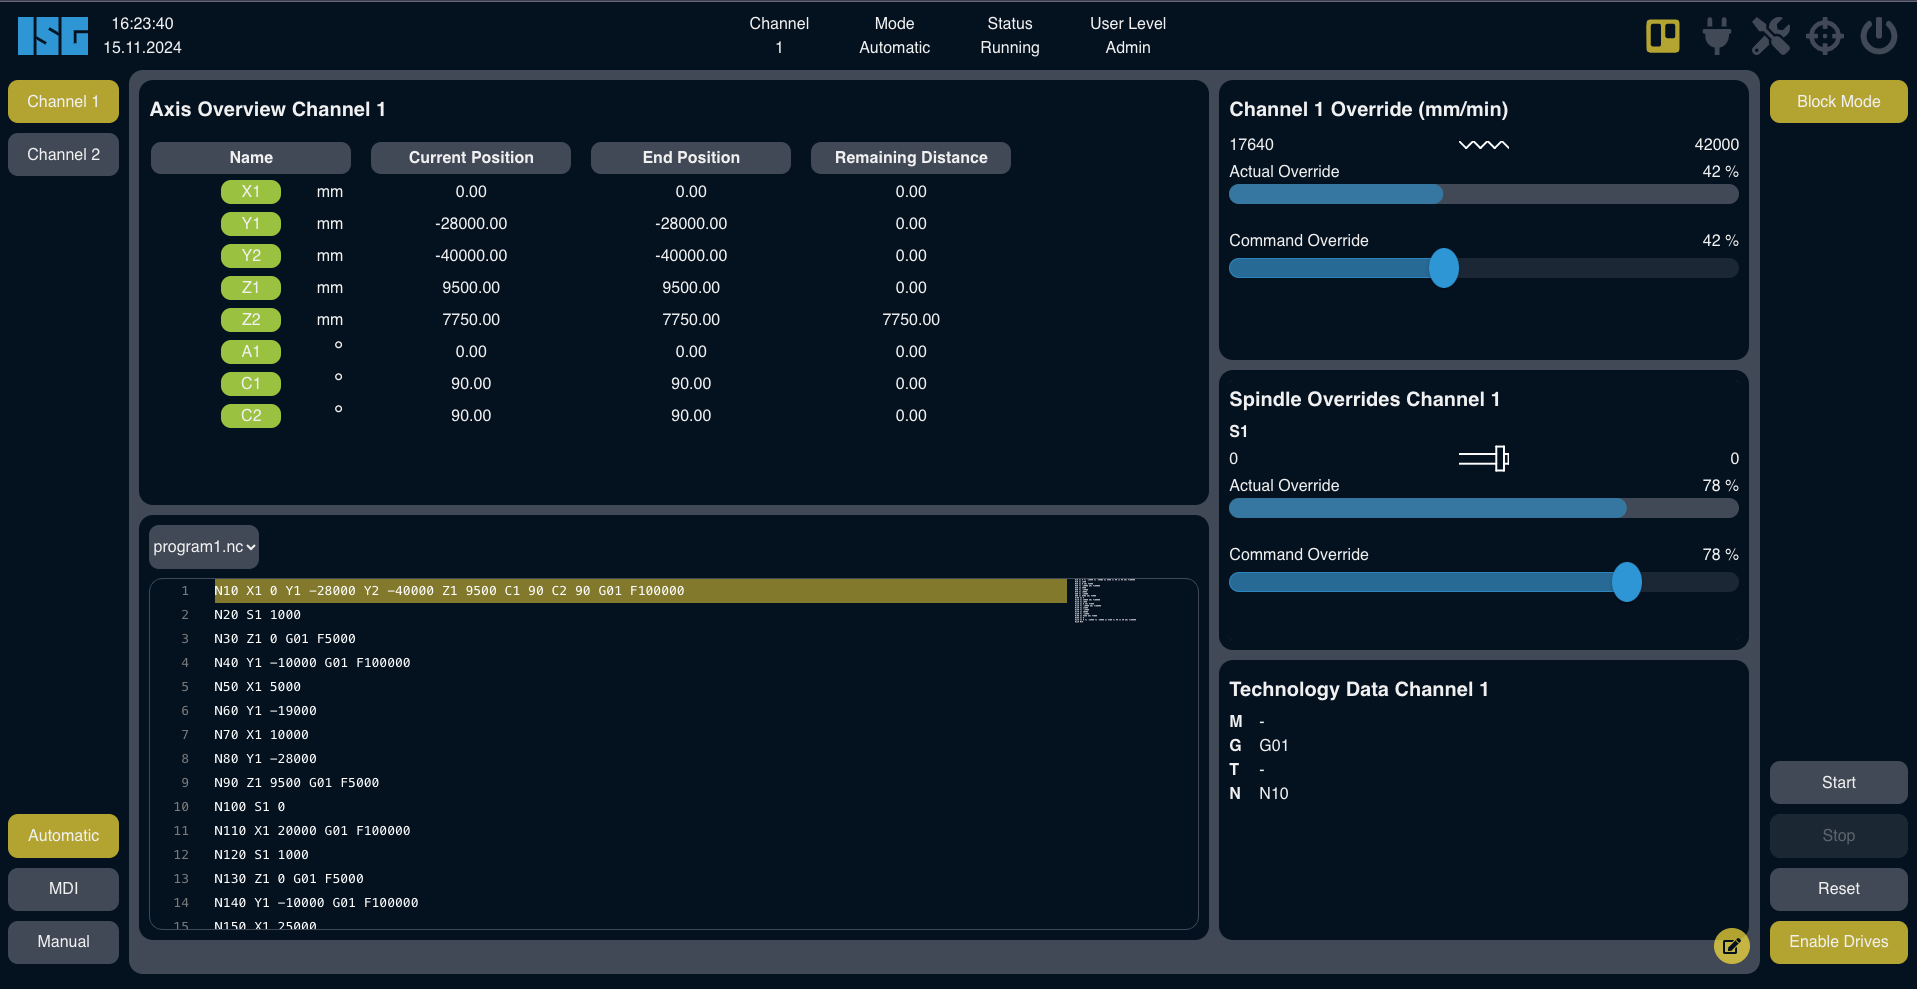 ISG
16:23:40
15.11.2024
Channel
1
Mode
Automatic
Status
Running
User Level
Admin
Channel 1
Channel 2
Automatic
MDI
Manual
Axis Overview Channel 1
Name Current Position End Position Remaining Distance
X1 mm 0.00 0.00 0.00
Y1 mm -28000.00 -28000.00 0.00
Y2 mm -40000.00 -40000.00 0.00
Z1 mm 9500.00 9500.00 0.00
Z2 mm 7750.00 7750.00 7750.00
A1 ° 0.00 0.00 0.00
C1 ° 90.00 90.00 0.00
C2 ° 90.00 90.00 0.00
program1.nc
1 N10 X1 0 Y1 -28000 Y2 -40000 Z1 9500 C1 90 C2 90 G01 F100000
2 N20 S1 1000
3 N30 Z1 0 G01 F5000
4 N40 Y1 -10000 G01 F100000
5 N50 X1 5000
6 N60 Y1 -19000
7 N70 X1 10000
8 N80 Y1 -28000
9 N90 Z1 9500 G01 F5000
10 N100 S1 0
11 N110 X1 20000 G01 F100000
12 N120 S1 1000
13 N130 Z1 0 G01 F5000
14 N140 Y1 -10000 G01 F100000
15 N150 X1 25000
Channel 1 Override (mm/min)
17640 42000
Actual Override 42 %
Command Override 42 %
Spindle Overrides Channel 1
S1
0 0
Actual Override 78 %
Command Override 78 %
Technology Data Channel 1
M -
G G01
T -
N N10
Block Mode
Start
Stop
Reset
Enable Drives